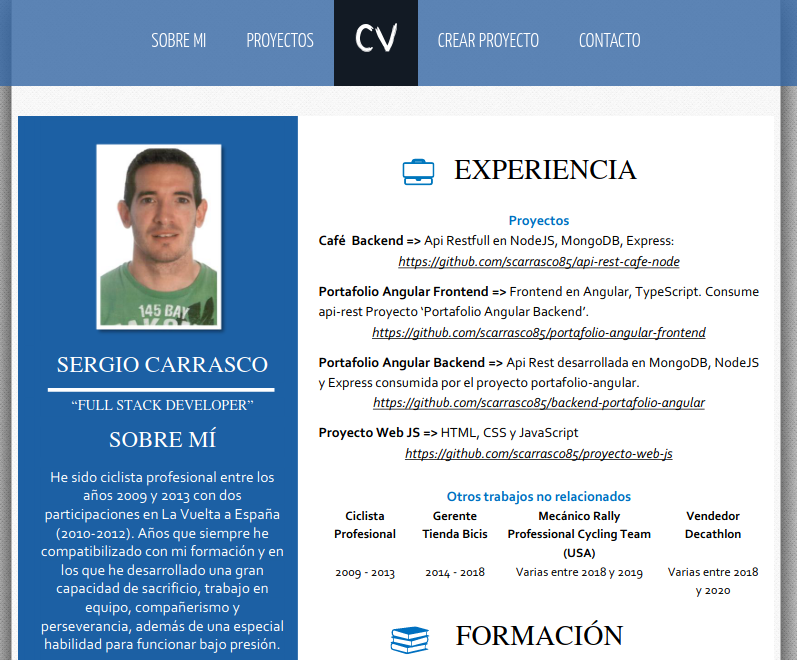 SOBRE MI PROYECTOS CV CREAR PROYECTO CONTACTO
145 BAY
SERGIO CARRASCO
“FULL STACK DEVELOPER”
SOBRE MÍ
He sido ciclista profesional entre los
años 2009 y 2013 con dos
participaciones en La Vuelta a España
(2010-2012). Años que siempre he
compatibilizado con mi formación y en
los que he desarrollado una gran
capacidad de sacrificio, trabajo en
equipo, compañerismo y
perseverancia, además de una especial
habilidad para funcionar bajo presión.
EXPERIENCIA
Proyectos
Café Backend => Api Restfull en NodeJS, MongoDB, Express:
https://github.com/scarrasco85/api-rest-cafe-node
Portafolio Angular Frontend => Frontend en Angular, TypeScript. Consume
api-rest Proyecto ‘Portafolio Angular Backend’.
https://github.com/scarrasco85/portafolio-angular-frontend
Portafolio Angular Backend => Api Rest desarrollada en MongoDB, NodeJS
y Express consumida por el proyecto portafolio-angular.
https://github.com/scarrasco85/backend-portafolio-angular
Proyecto Web JS => HTML, CSS y JavaScript
https://github.com/scarrasco85/proyecto-web-js
Otros trabajos no relacionados
Ciclista Gerente Mecánico Rally Vendedor
Profesional Tienda Bicis Professional Cycling Team Decathlon
(USA)
2009 - 2013 2014 - 2018 Varias entre 2018 y 2019 Varias entre 2018
y 2020
FORMACIÓN